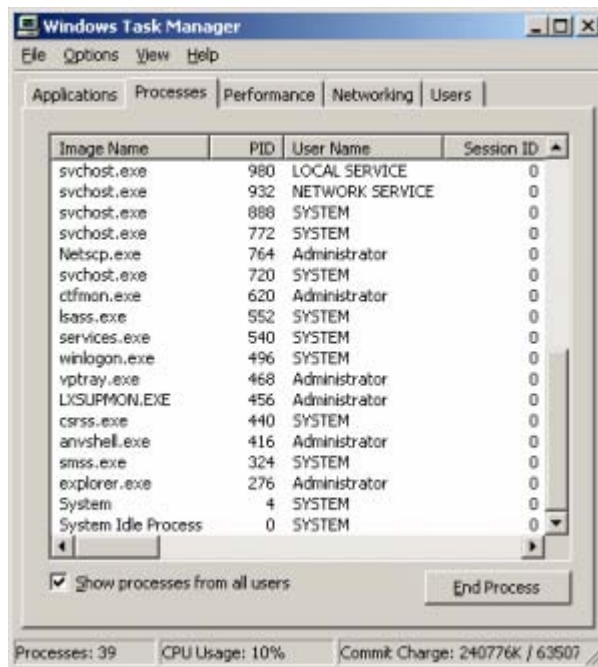 Windows Task Manager
File Options View Help
Applications Processes Performance Networking Users
Image Name PID User Name Session ID
svchost.exe 980 LOCAL SERVICE 0
svchost.exe 932 NETWORK SERVICE 0
svchost.exe 888 SYSTEM 0
svchost.exe 772 SYSTEM 0
Netscp.exe 764 Administrator 0
svchost.exe 720 SYSTEM 0
ctfmon.exe 620 Administrator 0
lsass.exe 552 SYSTEM 0
services.exe 540 SYSTEM 0
winlogon.exe 496 SYSTEM 0
vptray.exe 468 Administrator 0
LXSUPMON.EXE 456 Administrator 0
csrss.exe 440 SYSTEM 0
anvshell.exe 416 Administrator 0
smss.exe 324 SYSTEM 0
explorer.exe 276 Administrator 0
System 4 SYSTEM 0
System Idle Process 0 SYSTEM 0
Show processes from all users
End Process
Processes: 39 CPU Usage: 10% Commit Charge: 240776K / 63507